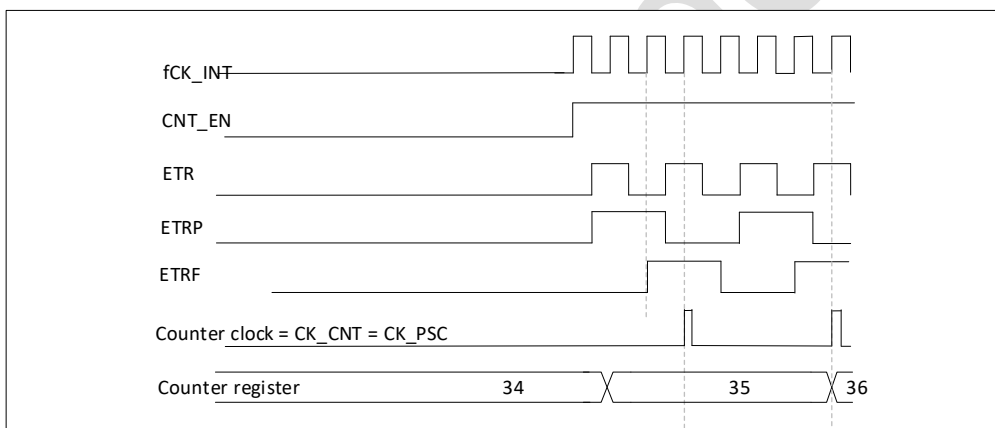 fCK_INT
CNT_EN
ETR
ETRP
ETRF
Counter clock = CK_CNT = CK_PSC
Counter register 34 35 36